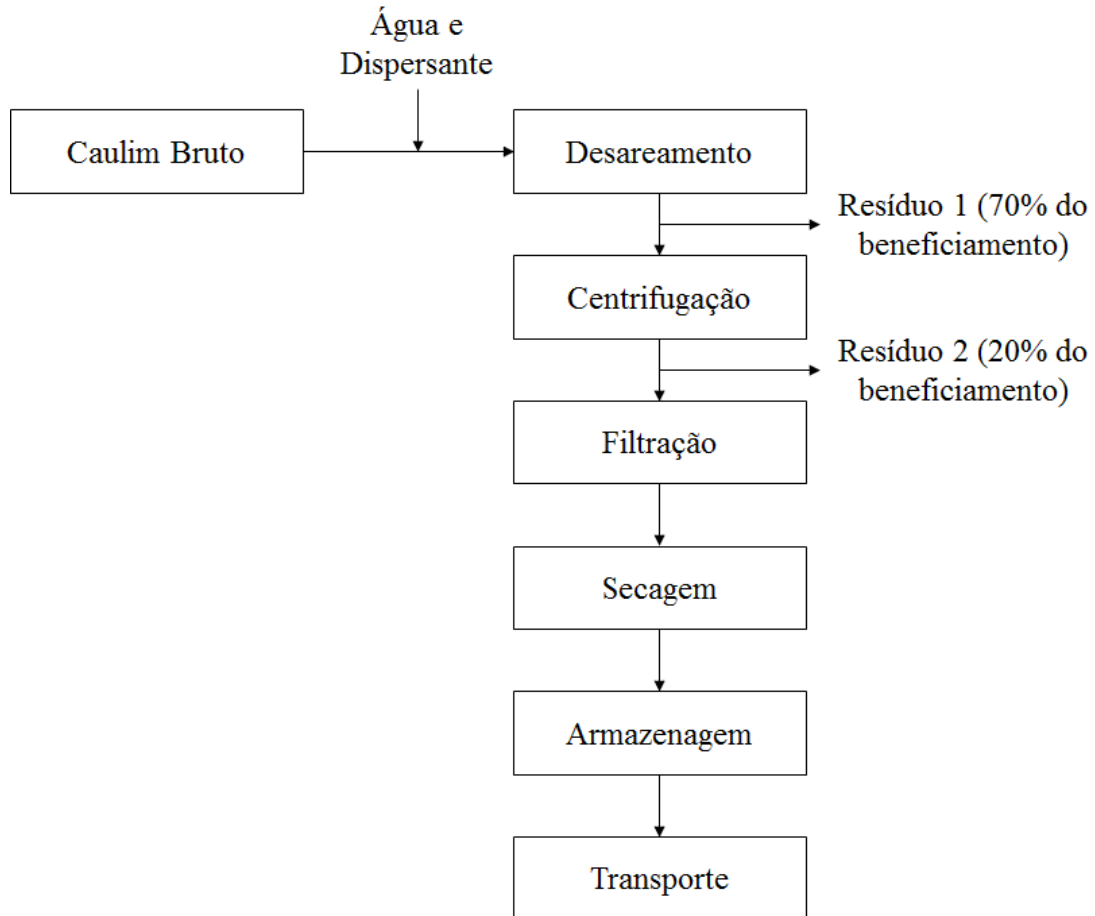 Água e
Dispersante
Caulim Bruto
Desareamento
Resíduo 1 (70% do
beneficiamento)
Centrifugação
Resíduo 2 (20% do
beneficiamento)
Filtração
Secagem
Armazenagem
Transporte